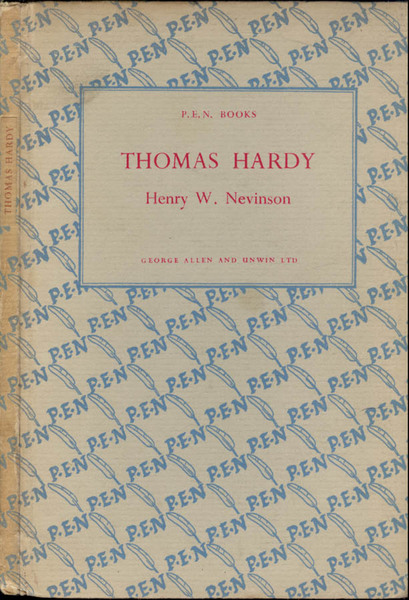 P.E.N. BOOKS
THOMAS HARDY
Henry W. Nevinson
GEORGE ALLEN AND UNWIN LTD
THOMAS HARDY
P.E.N